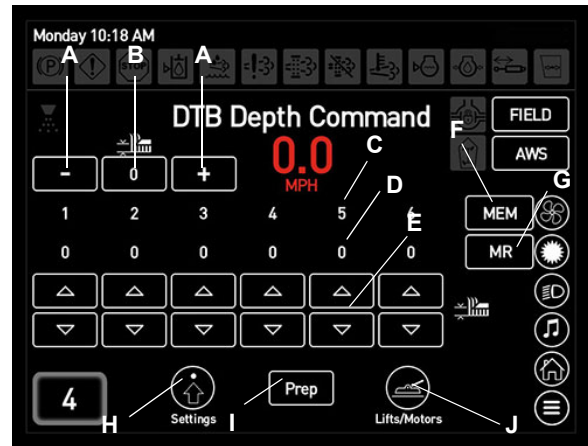 Monday 10:18 AM
A B A
(P) STOP
DTB Depth Command
F
FIELD
0.0
MPH
C
AWS
- 0 +
D
G
1 2 3 4 5 6
MEM
E
0 0 0 0 0 0
MR
4
Settings
Prep
Lifts/Motors
H I J